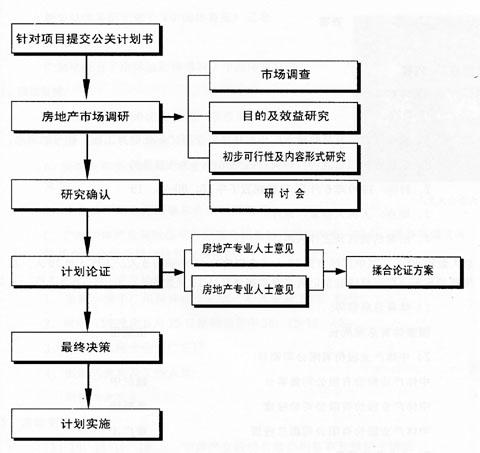 针对项目提交公关计划书
市场调查
房地产市场调研
目的及效益研究
初步可行性及内容形式研究
研究确认
研讨会
房地产专业人士意见
计划论证
揉合论证方案
房地产专业人士意见
最终决策
计划实施